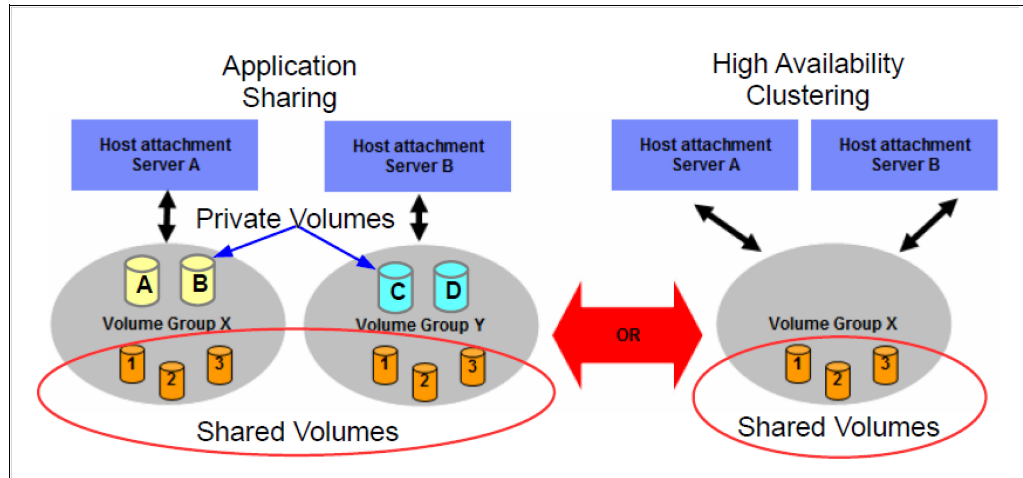 Application
Sharing
Host attachment
Server A
Host attachment
Server B
Private Volumes
A
B
C
D
Volume Group X
Volume Group Y
1
2
3
1
2
3
Shared Volumes
OR
High Availability
Clustering
Host attachment
Server A
Host attachment
Server B
Volume Group X
1
2
3
Shared Volumes